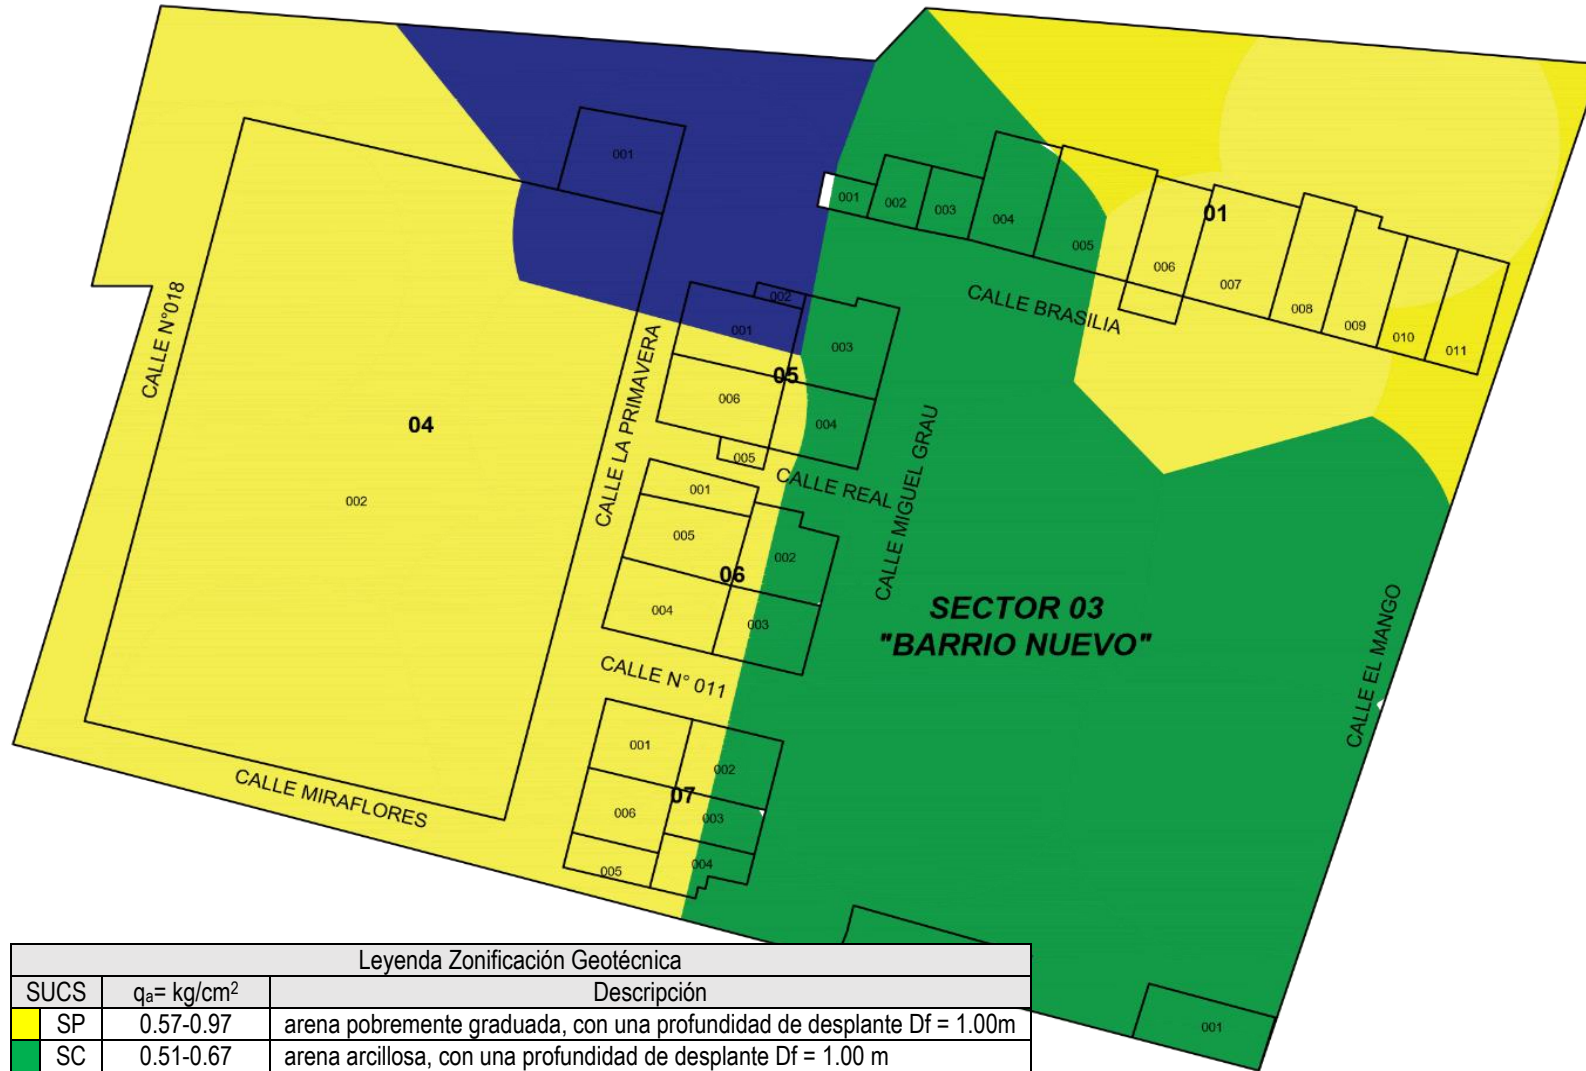 001
001
002
003
004
005
01
006
007
008
009
010
011
CALLE BRASILIA
CALLE N°018
04
002
CALLE LA PRIMAVERA
CALLE MIRAFLORES
002
001
003
05
006
004
005
CALLE REAL
CALLE MIGUEL GRAU
001
005
002
06
004
003
CALLE N° 011
SECTOR 03
"BARRIO NUEVO"
CALLE EL MANGO
001
002
07
006
003
005
004
001
Leyenda Zonificación Geotécnica
SUCS qa= kg/cm² Descripción
SP 0.57-0.97 arena pobremente graduada, con una profundidad de desplante Df = 1.00m
SC 0.51-0.67 arena arcillosa, con una profundidad de desplante Df = 1.00 m